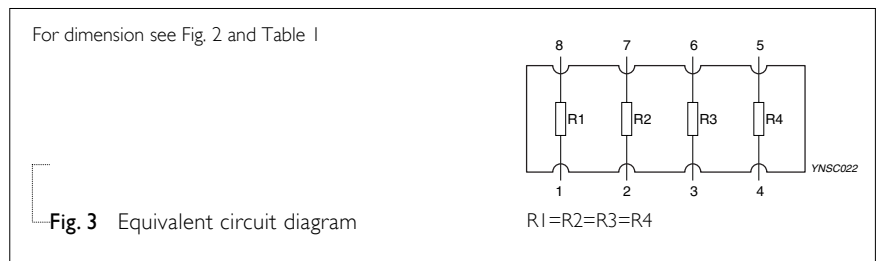 For dimension see Fig. 2 and Table 1
8 7 6 5
R1 R2 R3 R4
YNSC022
1 2 3 4
Fig. 3 Equivalent circuit diagram
R1=R2=R3=R4